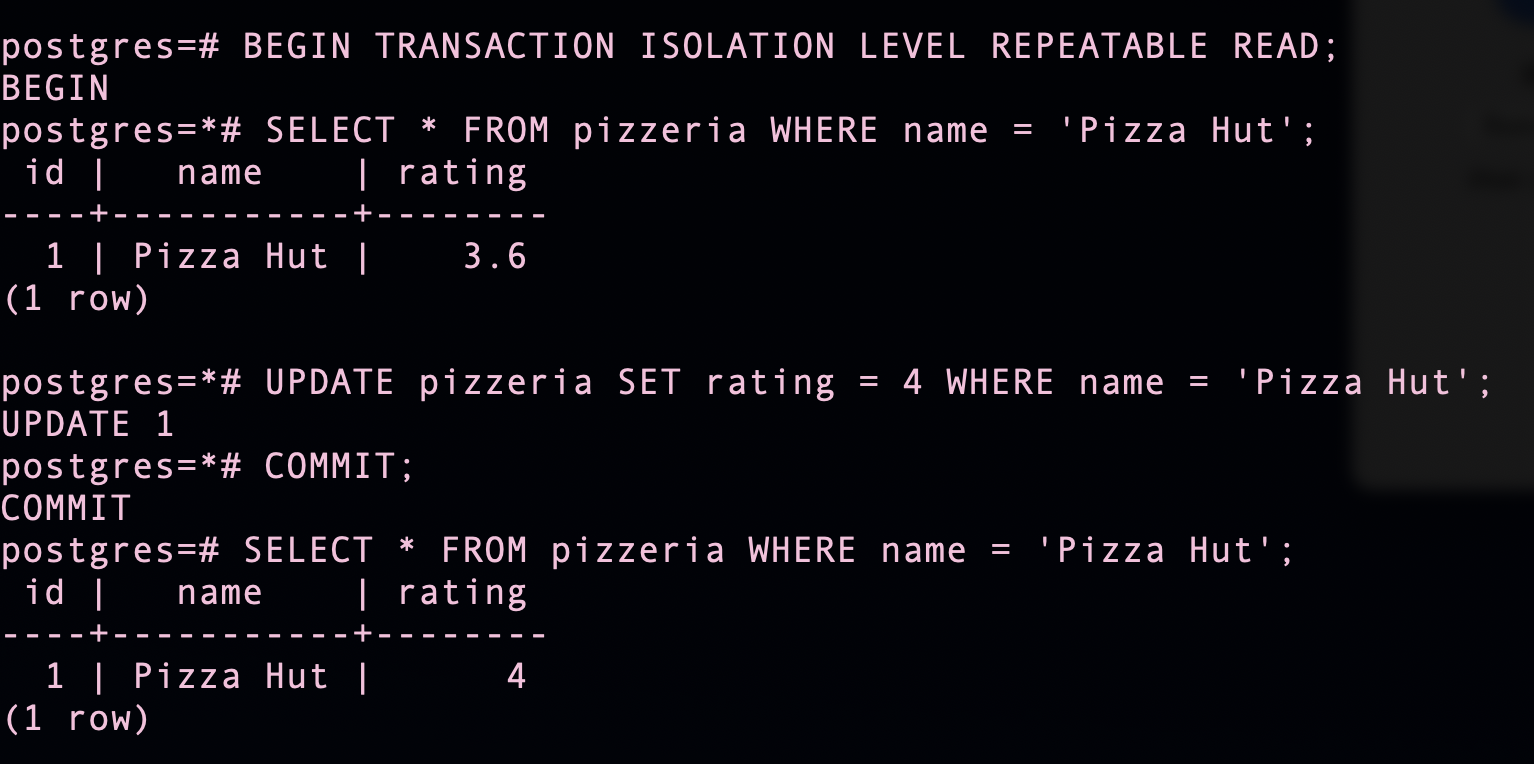 postgres=# BEGIN TRANSACTION ISOLATION LEVEL REPEATABLE READ;
BEGIN
postgres=*# SELECT * FROM pizzeria WHERE name = 'Pizza Hut';
 id |   name    | rating
----+-----------+--------
  1 | Pizza Hut |    3.6
(1 row)

postgres=*# UPDATE pizzeria SET rating = 4 WHERE name = 'Pizza Hut';
UPDATE 1
postgres=*# COMMIT;
COMMIT
postgres=# SELECT * FROM pizzeria WHERE name = 'Pizza Hut';
 id |   name    | rating
----+-----------+--------
  1 | Pizza Hut |      4
(1 row)